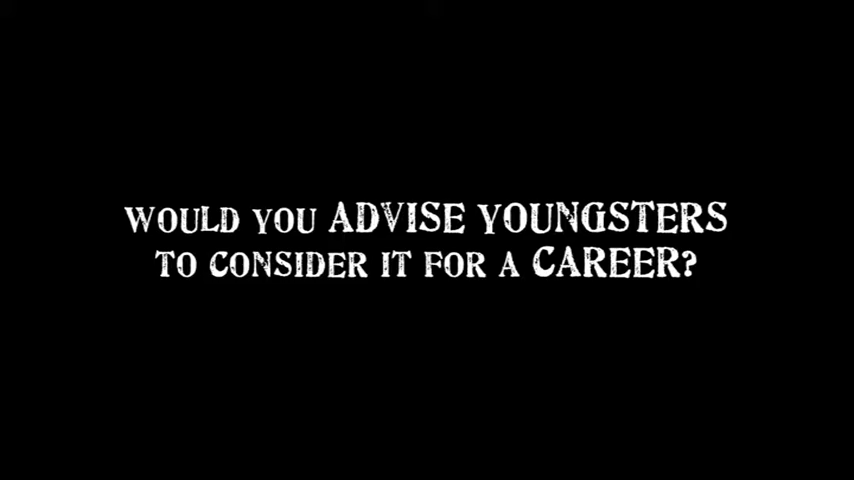 WOULD YOU ADVISE YOUNGSTERS
TO CONSIDER IT FOR A CAREER?